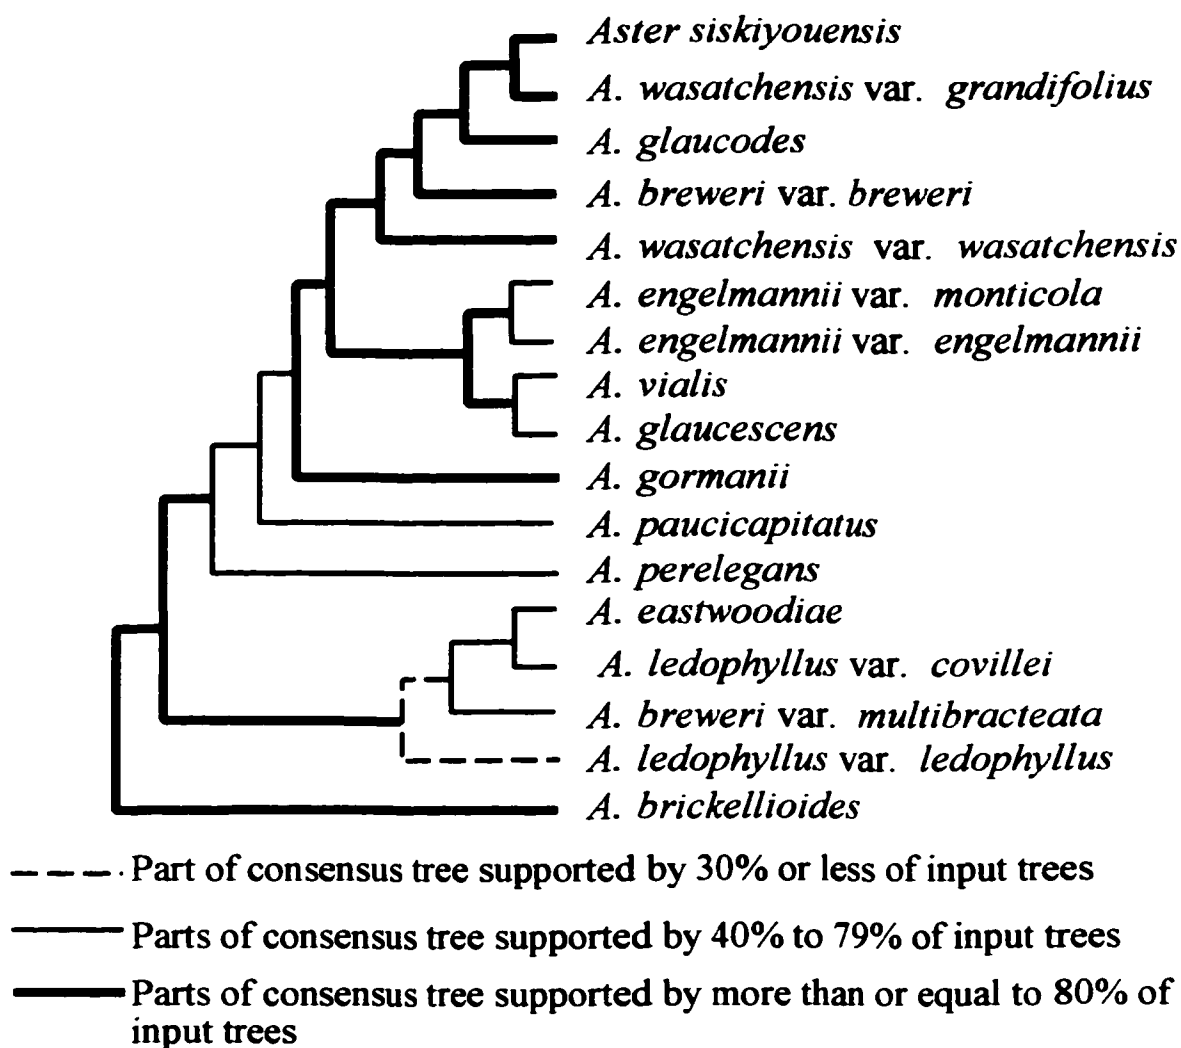 Aster siskiyouensis
A. wasatchensis var. grandifolius
A. glaucodes
A. breweri var. breweri
A. wasatchensis var. wasatchensis
A. engelmannii var. monticola
A. engelmannii var. engelmannii
A. vialis
A. glaucescens
A. gormanii
A. paucicapitatus
A. perelegans
A. eastwoodiae
A. ledophyllus var. covillei
A. breweri var. multibracteata
A. ledophyllus var. ledophyllus
A. brickellioides
Part of consensus tree supported by 30% or less of input trees
Parts of consensus tree supported by 40% to 79% of input trees
Parts of consensus tree supported by more than or equal to 80% of
input trees